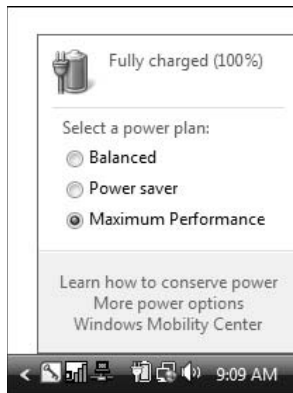 Fully charged (100%)
Select a power plan:
Balanced
Power saver
Maximum Performance
Learn how to conserve power
More power options
Windows Mobility Center
9:09 AM